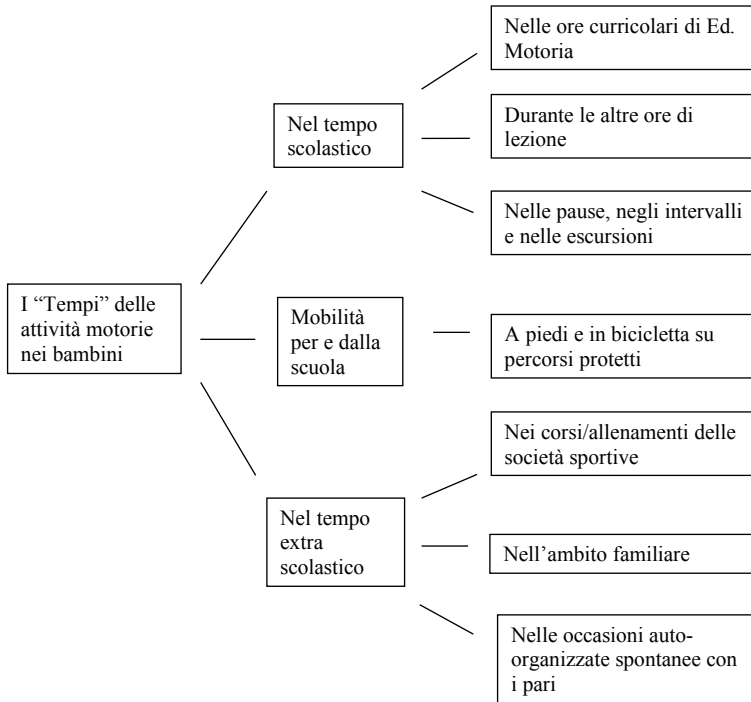 Nelle ore curricolari di Ed.
Motoria
Nel tempo
scolastico
Durante le altre ore di
lezione
Nelle pause, negli intervalli
e nelle escursioni
I “Tempi” delle
attività motorie
nei bambini
Mobilità
per e dalla
scuola
A piedi e in bicicletta su
percorsi protetti
Nei corsi/allenamenti delle
società sportive
Nel tempo
extra
scolastico
Nell’ambito familiare
Nelle occasioni auto-
organizzate spontanee con
i pari